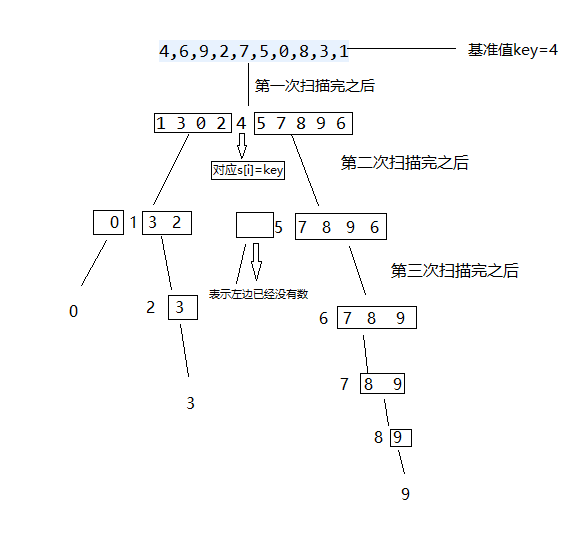 4,6,9,2,7,5,0,8,3,1
基准值key=4
第一次扫描完之后
1 3 0 2 4 5 7 8 9 6
对应s[i]=key
第二次扫描完之后
0 1 3 2
5 7 8 9 6
第三次扫描完之后
表示左边已经没有数
0
2 3
6 7 8 9
7 8 9
3
8 9
9